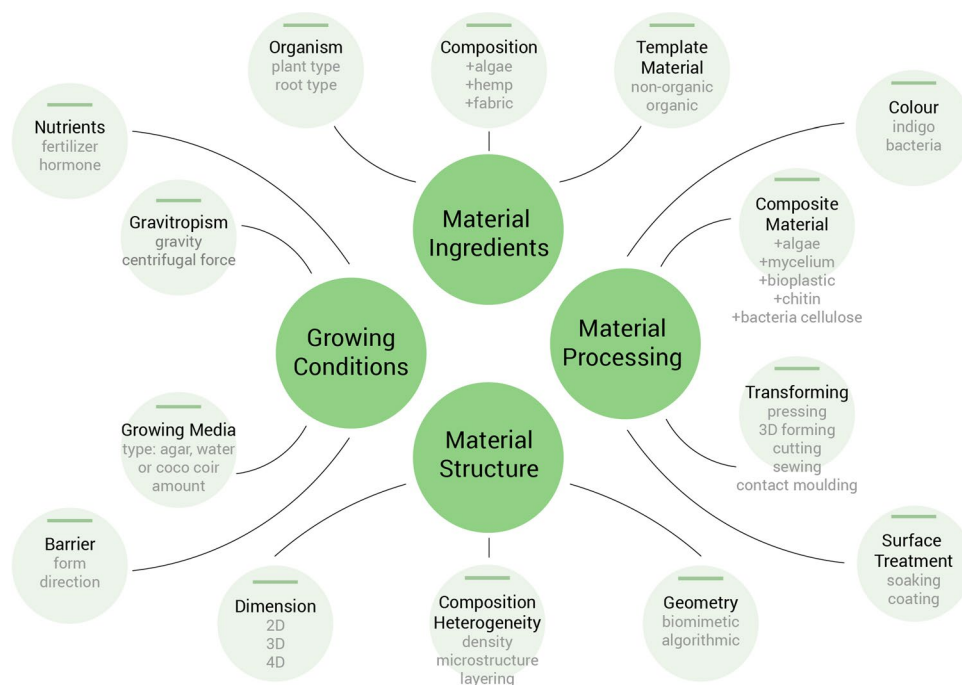 Organism
plant type
root type
Composition
+algae
+hemp
+fabric
Template
Material
non-organic
organic
Nutrients
fertilizer
hormone
Colour
indigo
bacteria
Gravitropism
gravity
centrifugal force
Material
Ingredients
Composite
Material
+algae
+mycelium
+bioplastic
+chitin
+bacteria cellulose
Growing
Conditions
Material
Processing
Growing Media
type: agar, water
or coco coir
amount
Material
Structure
Transforming
pressing
3D forming
cutting
sewing
contact moulding
Barrier
form
direction
Surface
Treatment
soaking
coating
Dimension
2D
3D
4D
Composition
Heterogeneity
density
microstructure
layering
Geometry
biomimetic
algorithmic